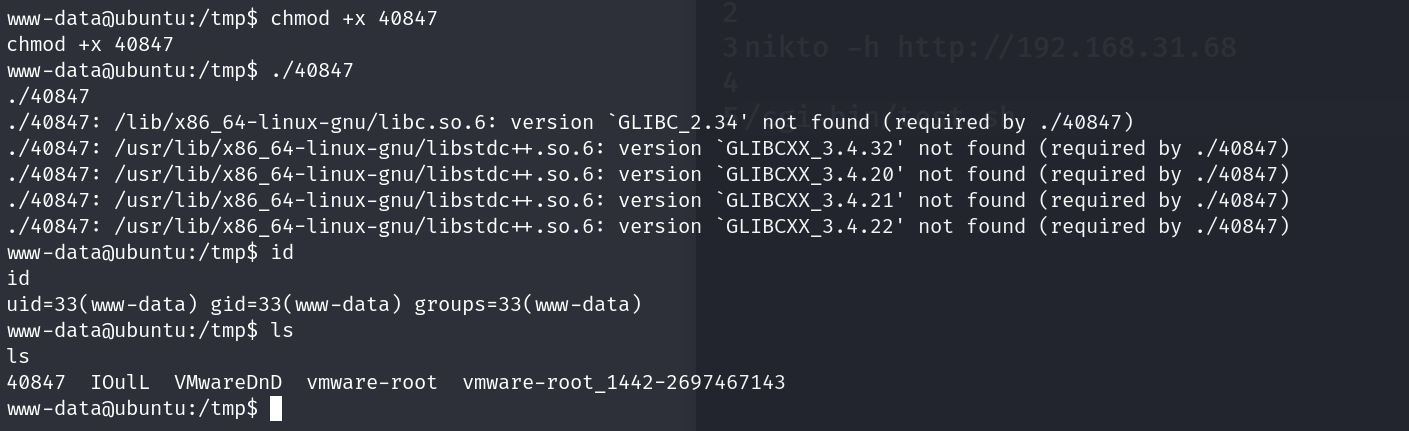 www-data@ubuntu:/tmp$ chmod +x 40847
chmod +x 40847
www-data@ubuntu:/tmp$ ./40847
./40847
./40847: /lib/x86_64-linux-gnu/libc.so.6: version `GLIBC_2.34' not found (required by ./40847)
./40847: /usr/lib/x86_64-linux-gnu/libstdc++.so.6: version `GLIBCXX_3.4.32' not found (required by ./40847)
./40847: /usr/lib/x86_64-linux-gnu/libstdc++.so.6: version `GLIBCXX_3.4.20' not found (required by ./40847)
./40847: /usr/lib/x86_64-linux-gnu/libstdc++.so.6: version `GLIBCXX_3.4.21' not found (required by ./40847)
./40847: /usr/lib/x86_64-linux-gnu/libstdc++.so.6: version `GLIBCXX_3.4.22' not found (required by ./40847)
www-data@ubuntu:/tmp$ id
id
uid=33(www-data) gid=33(www-data) groups=33(www-data)
www-data@ubuntu:/tmp$ ls
ls
40847  IOulL  VMwareDnD  vmware-root  vmware-root_1442-2697467143
www-data@ubuntu:/tmp$
2
3 nikto -h http://192.168.31.68
4